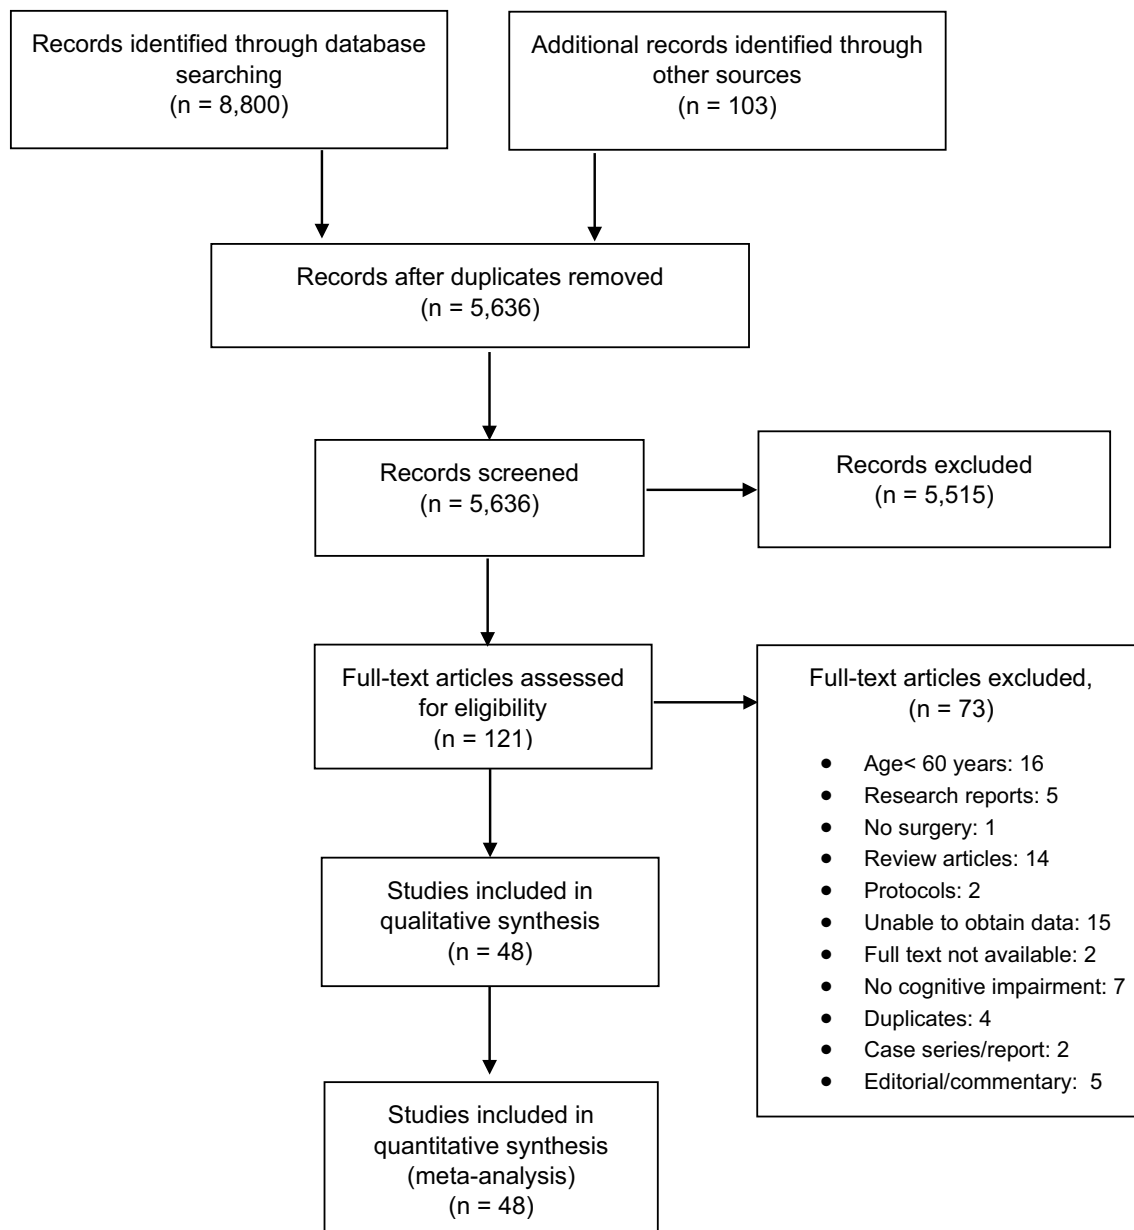 Records identified through database
searching
(n = 8,800)
Additional records identified through
other sources
(n = 103)
Records after duplicates removed
(n = 5,636)
Records screened
(n = 5,636)
Records excluded
(n = 5,515)
Full-text articles assessed
for eligibility
(n = 121)
Full-text articles excluded,
(n = 73)
● Age< 60 years: 16
● Research reports: 5
● No surgery: 1
● Review articles: 14
● Protocols: 2
● Unable to obtain data: 15
● Full text not available: 2
● No cognitive impairment: 7
● Duplicates: 4
● Case series/report: 2
● Editorial/commentary: 5
Studies included in
qualitative synthesis
(n = 48)
Studies included in
quantitative synthesis
(meta-analysis)
(n = 48)